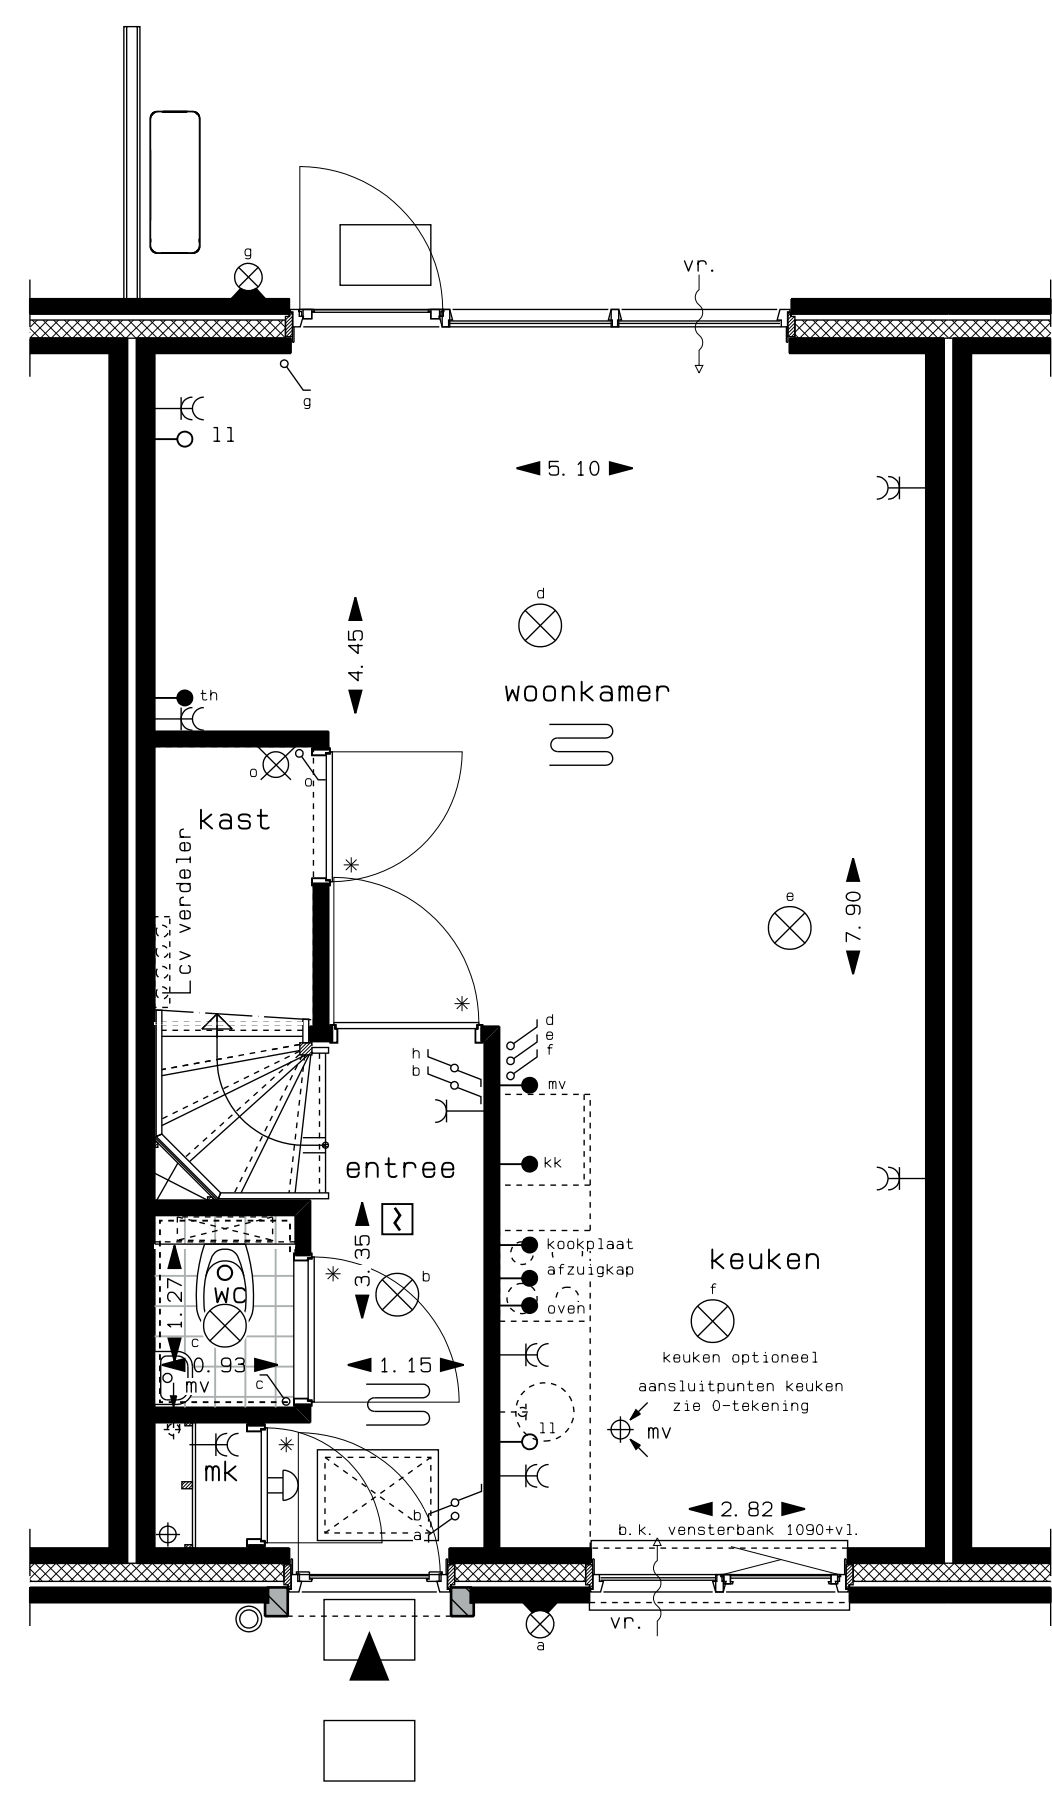 g
vr.
g
ll
5. 10
d
4. 45
th
woonkamer
o
o
kast
cv verdeler
e
7. 90
d
e
f
h
b
mv
kk
entree
kookplaat
afzuigkap
oven
keuken
f
3. 35
b
wc
1. 27
c
0. 93
1. 15
mv
c
keuken optioneel
aansluitpunten keuken
zie 0-tekening
mv
ll
mk
b
a
2. 82
b.k. vensterbank 1090+vl.
vr.
a